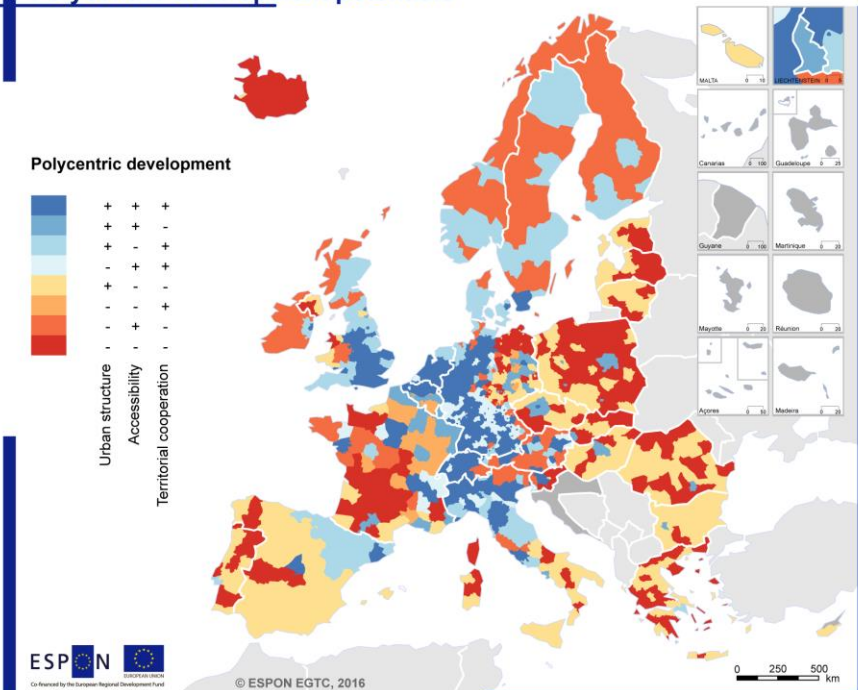 MALTA 0 10
LIECHTENSTEIN 0 5
Canarias 0 100
Guadeloupe 0 25
Guyane 0 100
Martinique 0 20
Mayotte 0 20
Réunion 0 20
Açores 0 50
Madeira 0 20
Polycentric development
+ + +
+ + -
+ - +
- + +
+ - -
- - +
- + -
- - -
Urban structure
Accessibility
Territorial cooperation
ESPON
EUROPEAN UNION
Co-financed by the European Regional Development Fund
© ESPON EGTC, 2016
0 250 500
km